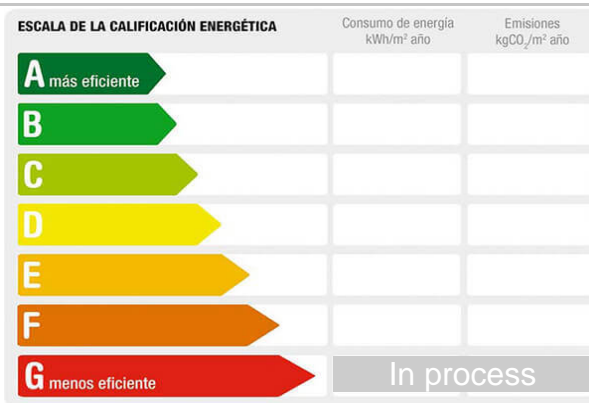 ESCALA DE LA CALIFICACIÓN ENERGÉTICA
Consumo de energía
kWh/m² año
Emisiones
kgCO₂/m² año
A más eficiente
B
C
D
E
F
G menos eficiente
In process